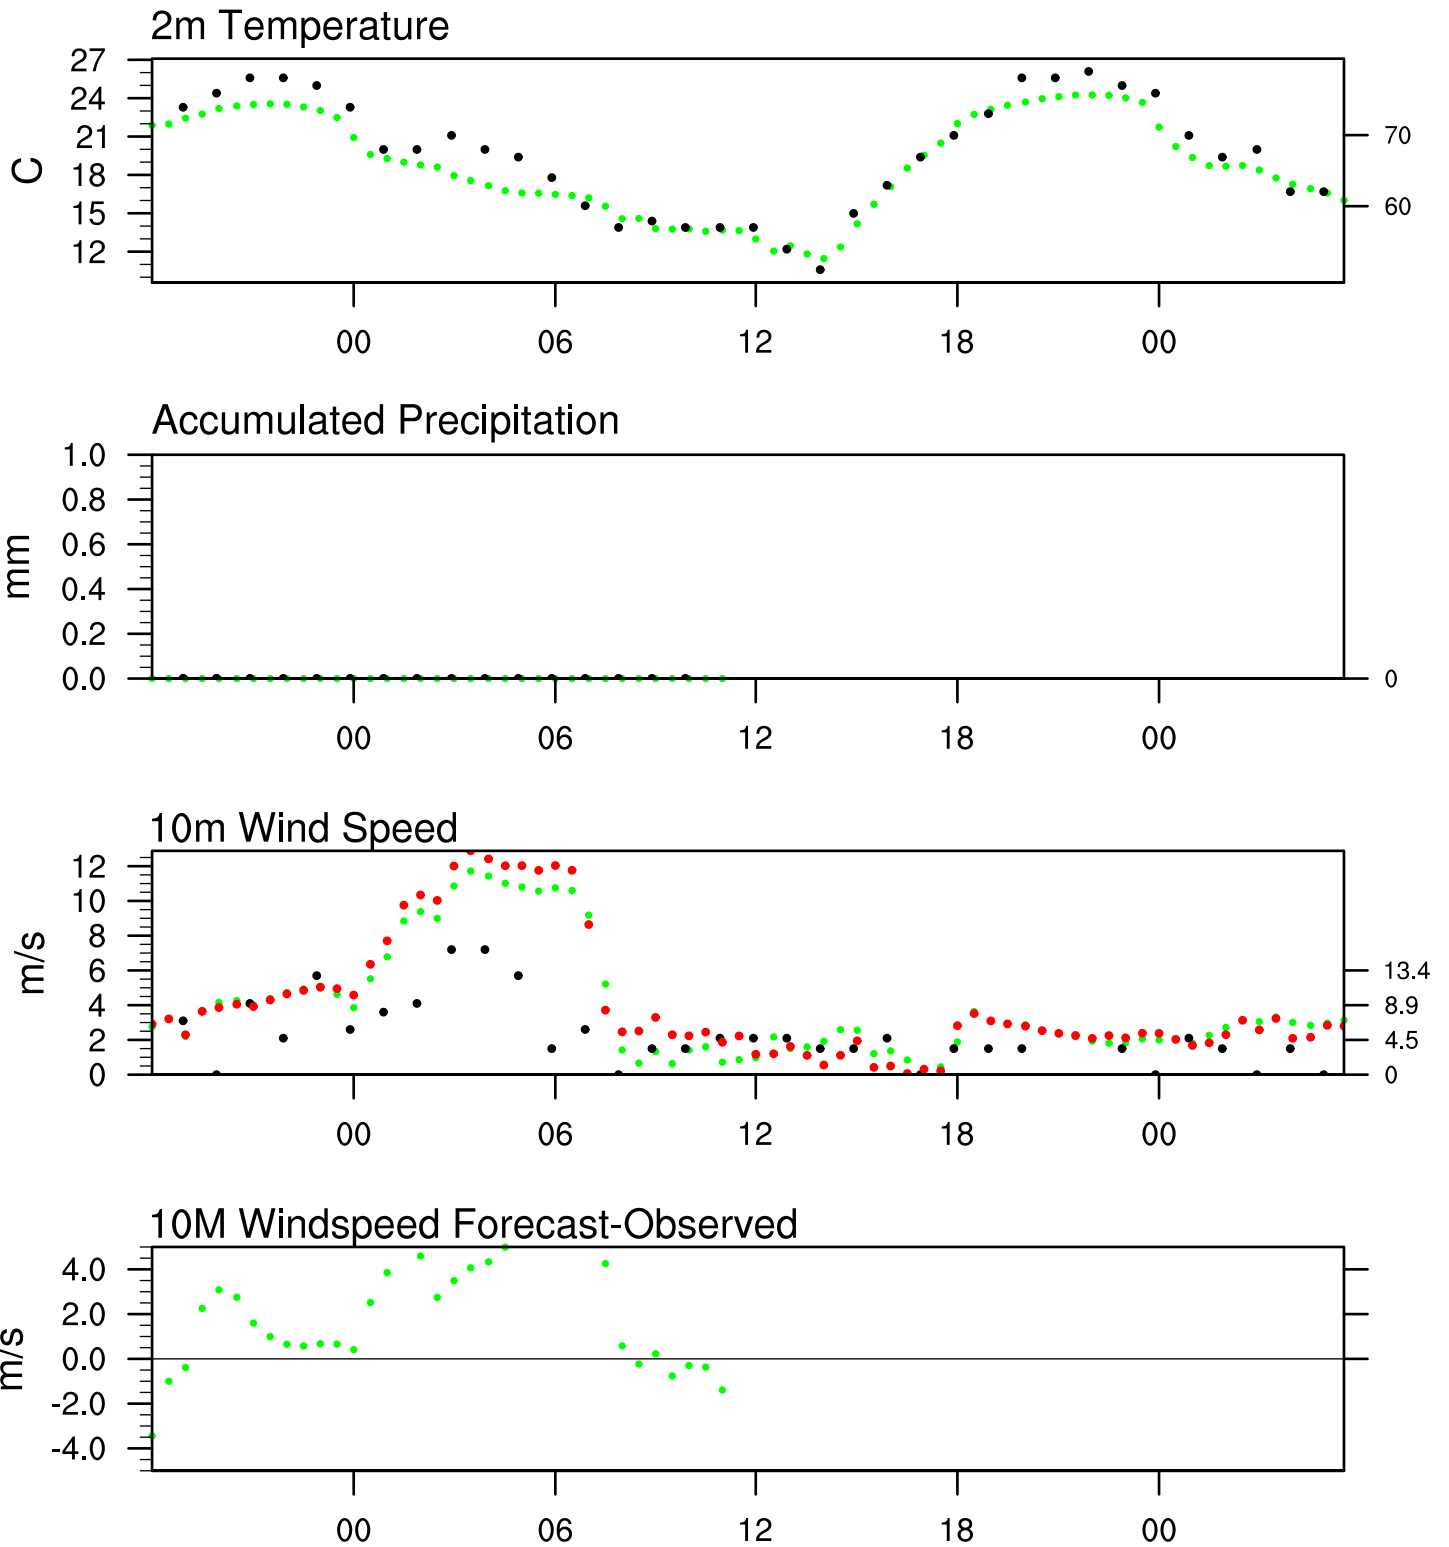 2m Temperature
27
24
21
18
15
12
C
70
60
00 06 12 18 00
Accumulated Precipitation
1.0
0.8
0.6
0.4
0.2
0.0
mm
0
00 06 12 18 00
10m Wind Speed
12
10
8
6
4
2
0
m/s
13.4
8.9
4.5
0
00 06 12 18 00
10M Windspeed Forecast-Observed
4.0
2.0
0.0
-2.0
-4.0
m/s
00 06 12 18 00